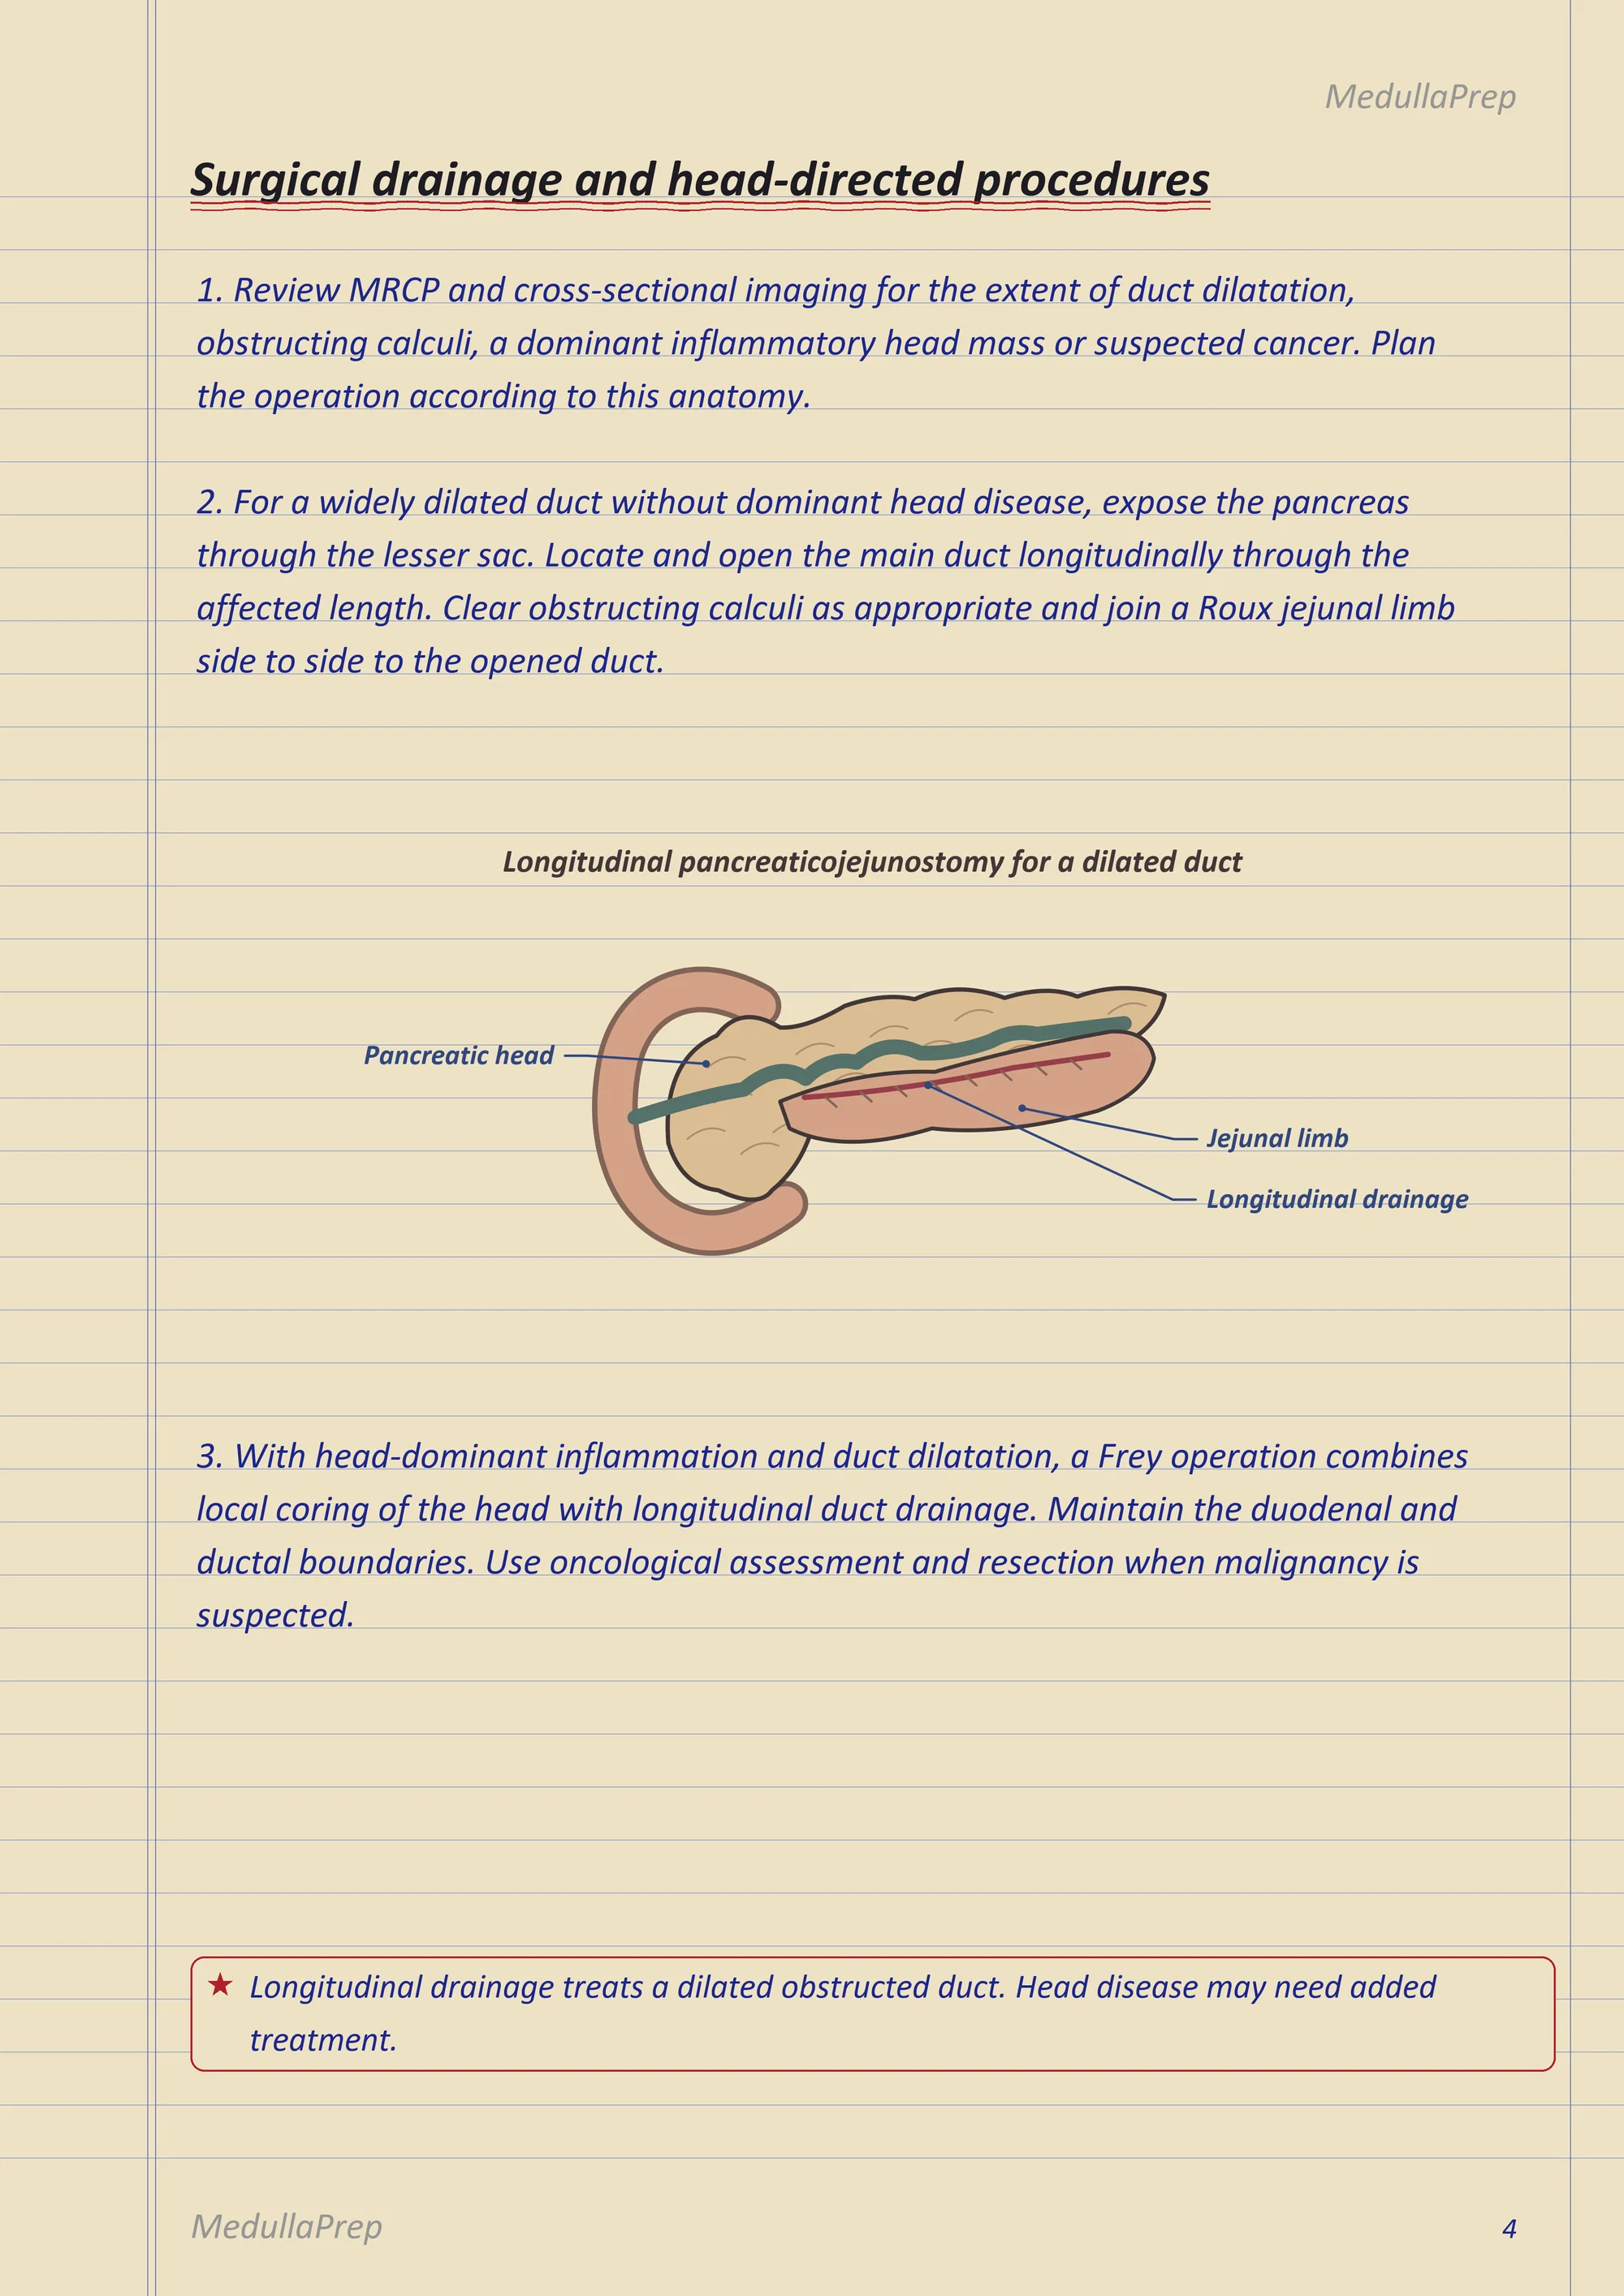 MedullaPrep
Surgical drainage and head-directed procedures
1. Review MRCP and cross-sectional imaging for the extent of duct dilatation,
obstructing calculi, a dominant inflammatory head mass or suspected cancer. Plan
the operation according to this anatomy.
2. For a widely dilated duct without dominant head disease, expose the pancreas
through the lesser sac. Locate and open the main duct longitudinally through the
affected length. Clear obstructing calculi as appropriate and join a Roux jejunal limb
side to side to the opened duct.
Longitudinal pancreaticojejunostomy for a dilated duct
Pancreatic head
Jejunal limb
Longitudinal drainage
3. With head-dominant inflammation and duct dilatation, a Frey operation combines
local coring of the head with longitudinal duct drainage. Maintain the duodenal and
ductal boundaries. Use oncological assessment and resection when malignancy is
suspected.
★ Longitudinal drainage treats a dilated obstructed duct. Head disease may need added
treatment.
MedullaPrep
4